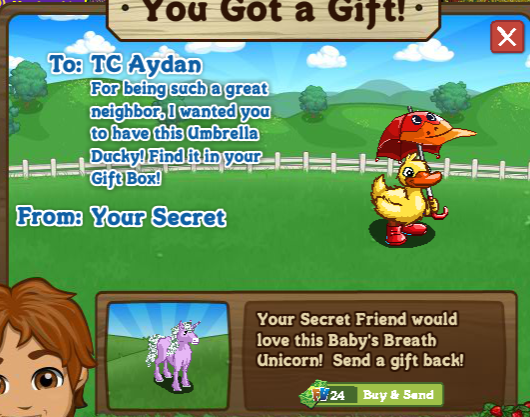 You Got a Gift!
To: TC Aydan
For being such a great
neighbor, I wanted you
to have this Umbrella
Ducky! Find it in your
Gift Box!
From: Your Secret
Your Secret Friend would
love this Baby's Breath
Unicorn! Send a gift back!
24 Buy & Send